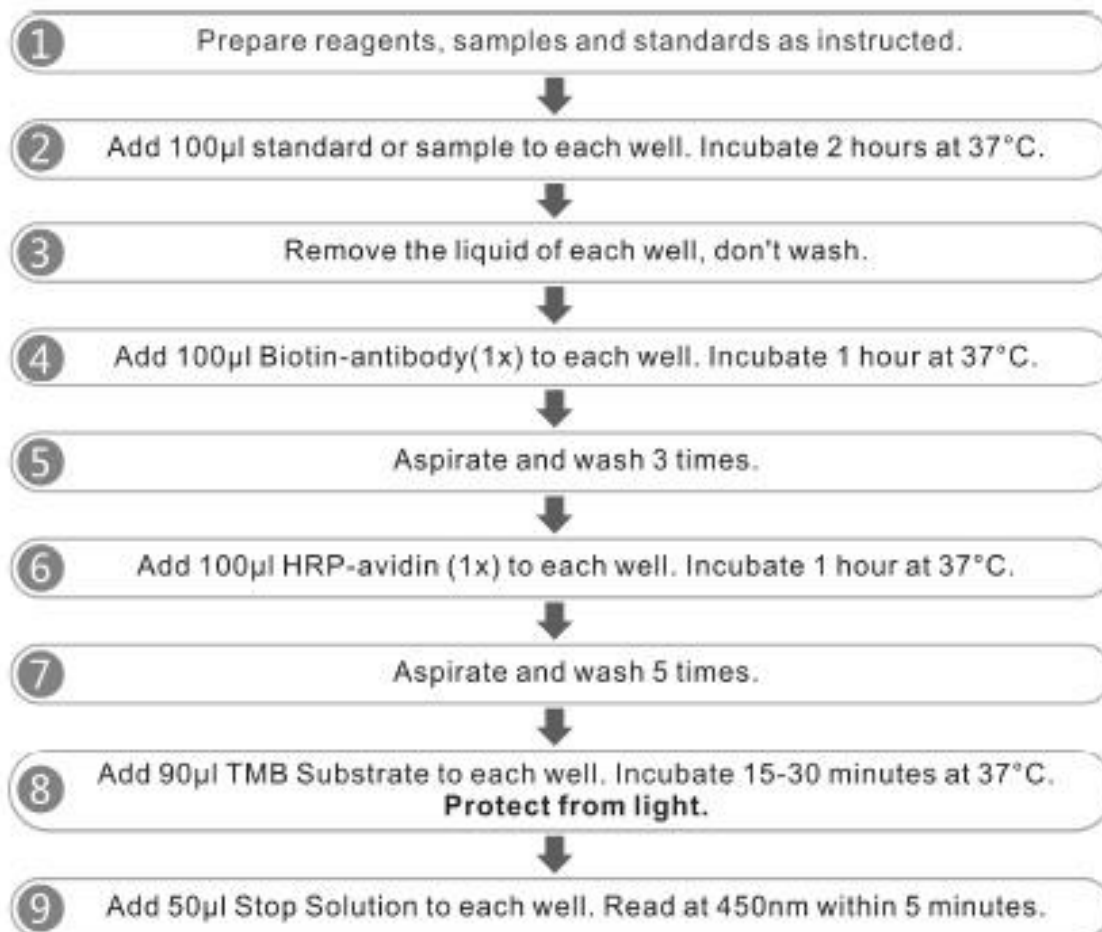 1 Prepare reagents, samples and standards as instructed.
2 Add 100µl standard or sample to each well. Incubate 2 hours at 37°C.
3 Remove the liquid of each well, don't wash.
4 Add 100µl Biotin-antibody(1x) to each well. Incubate 1 hour at 37°C.
5 Aspirate and wash 3 times.
6 Add 100µl HRP-avidin (1x) to each well. Incubate 1 hour at 37°C.
7 Aspirate and wash 5 times.
8 Add 90µl TMB Substrate to each well. Incubate 15-30 minutes at 37°C.
Protect from light.
9 Add 50µl Stop Solution to each well. Read at 450nm within 5 minutes.